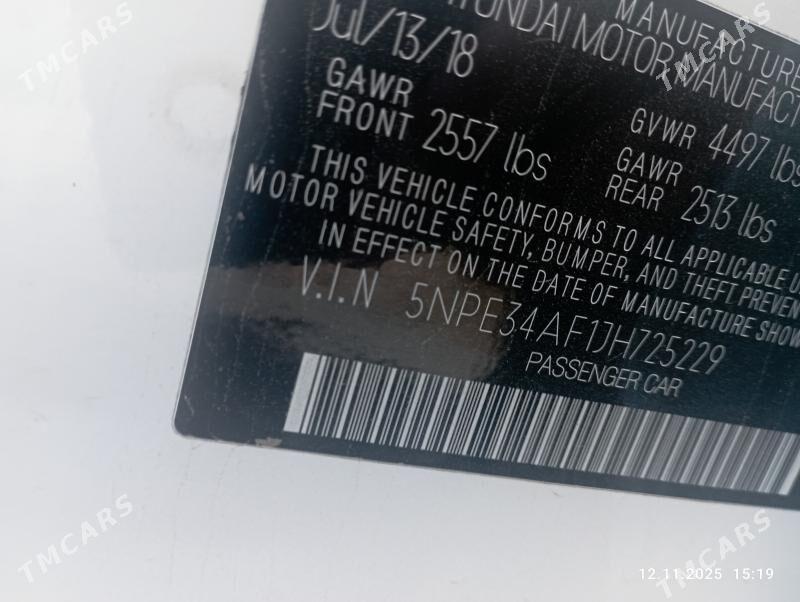 MANUFACTURE
HYUNDAI MOTOR MANUFACT
Jul/13/18
GVWR 4497 lbs
GAWR
FRONT 2557 lbs
GAWR
REAR 2513 lbs
THIS VEHICLE CONFORMS TO ALL APPLICABLE
MOTOR VEHICLE SAFETY, BUMPER, AND THEFT PREVEN
IN EFFECT ON THE DATE OF MANUFACTURE SHOW
V.I.N 5NPE34AF1JH725229
PASSENGER CAR
TMCARS
TMCARS
TMCARS
TMCARS
12.11.2025 15:19